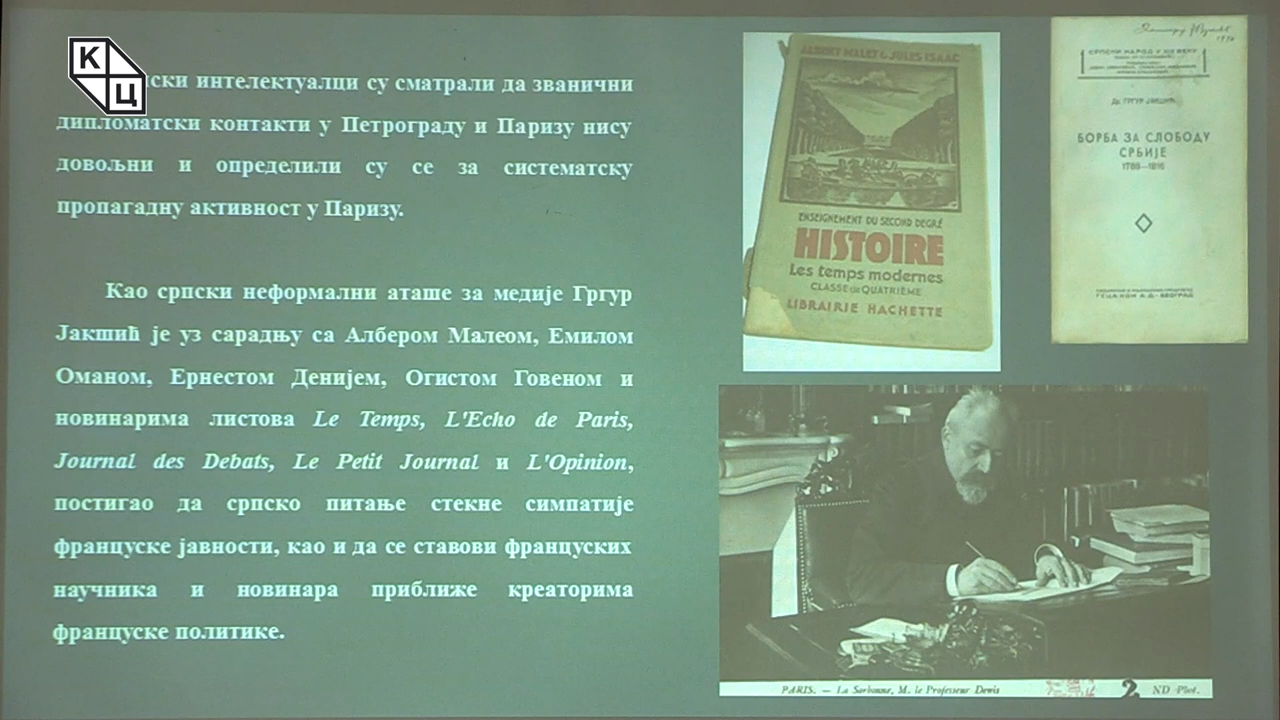 К
Ц
ски интелектуалци су сматрали да званични
дипломатски контакти у Петрограду и Паризу нису
довољни и определили су се за систематску
пропагадну активност у Паризу.
Као српски неформални аташе за медије Гргур
Јакшић је уз сарадњу са Албером Малеом, Емилом
Оманом, Ернестом Денијем, Огистом Говеном и
новинарима листова Le Temps, L'Echo de Paris,
Journal des Debats, Le Petit Journal и L'Opinion,
постигао да српско питање стекне симпатије
француске јавности, као и да се ставови француских
научника и новинара приближе креаторима
француске политике.
ALBERT MALET & JULES ISAAC
ENSEIGNEMENT DU SECOND DEGRÉ
HISTOIRE
Les temps modernes
CLASSE de QUATRIÈME
LIBRAIRIE HACHETTE
СРПСКИ НАРОД У XIX ВЕКУ
Др. ГРГУР ЈАКШИЋ
БОРБА ЗА СЛОБОДУ
СРБИЈЕ
1788—1816
ГЕЦА КОН А.Д. - БЕОГРАД
PARIS. — La Sorbonne, M. le Professeur Denis
2
ND Phot.